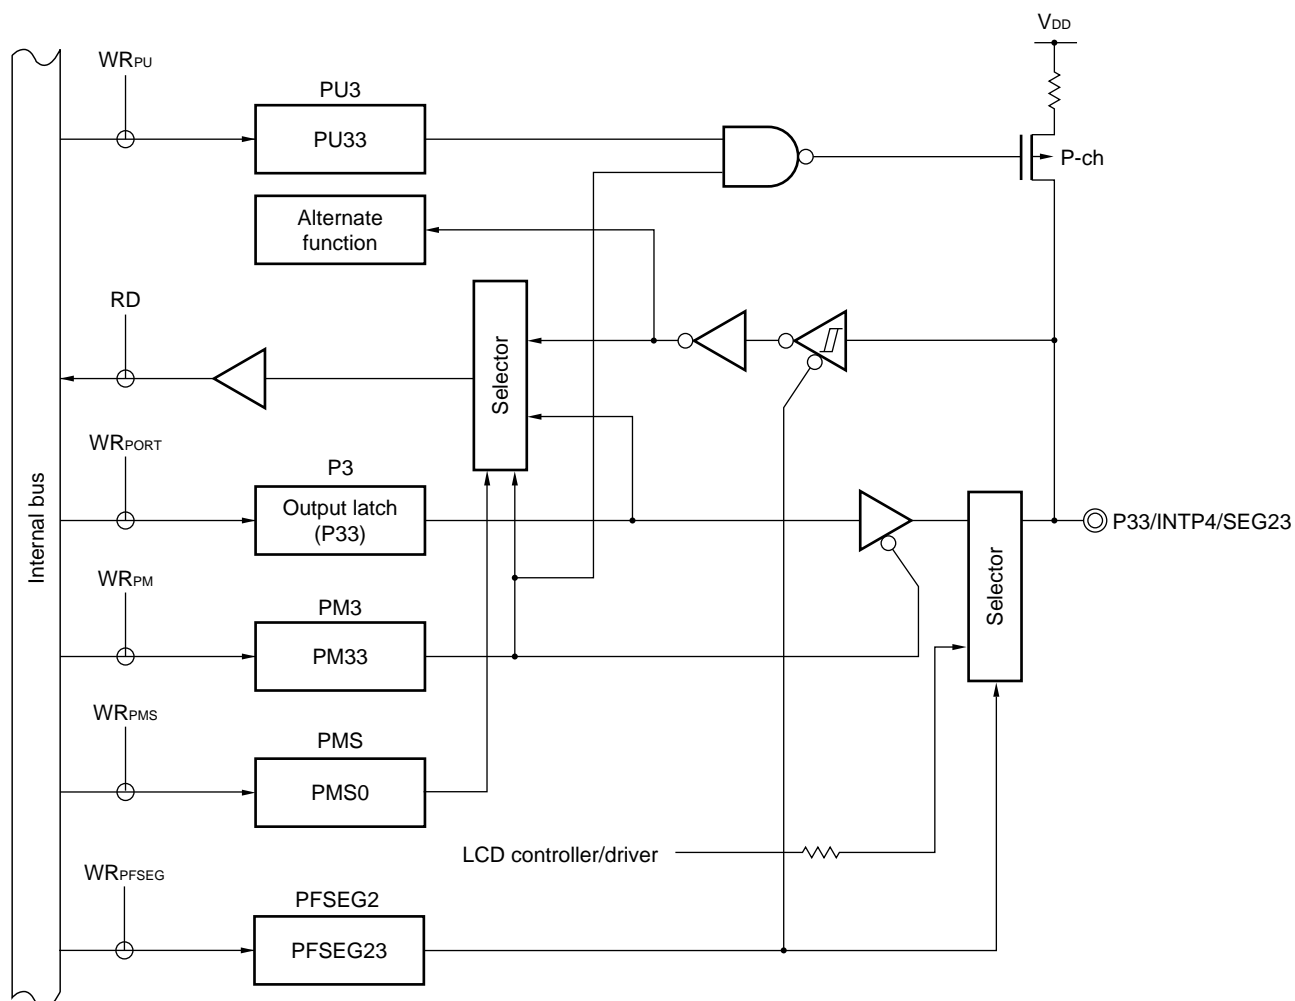 VDD
WRPU
PU3
PU33
P-ch
Alternate
function
RD
Selector
WRPORT
P3
Output latch
(P33)
P33/INTP4/SEG23
Internal bus
Selector
WRPM
PM3
PM33
WRPMS
PMS
PMS0
LCD controller/driver
WRPFSEG
PFSEG2
PFSEG23